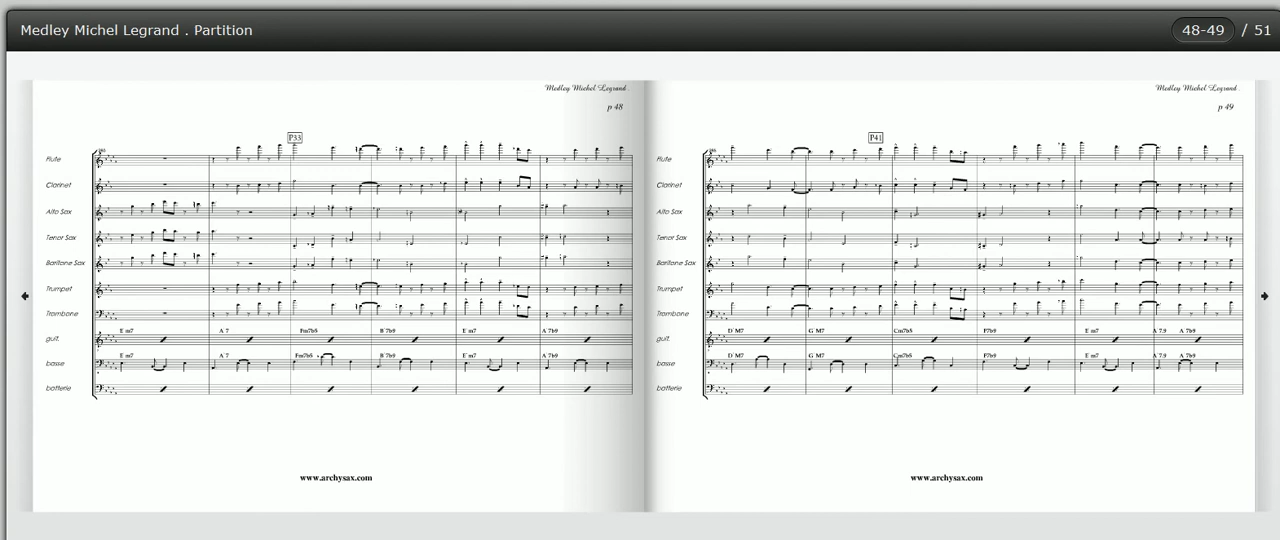 Medley Michel Legrand . Partition
48-49 / 51
Medley Michel Legrand .
p 48
P33
Flute
Clarinet
Alto Sax
Tenor Sax
Baritone Sax
Trumpet
Trombone
guit.
E m7 A 7 Fm7b5 B 7b9 E m7 A 7b9
basse
E m7 A 7 Fm7b5 B 7b9 E m7 A 7b9
batterie
www.archysax.com
Medley Michel Legrand .
p 49
P41
Flute
Clarinet
Alto Sax
Tenor Sax
Baritone Sax
Trumpet
Trombone
guit.
D M7 G M7 Cm7b5 F7b9 E m7 A 7.9 A 7b9
basse
D M7 G M7 Cm7b5 F7b9 E m7 A 7.9 A 7b9
batterie
www.archysax.com